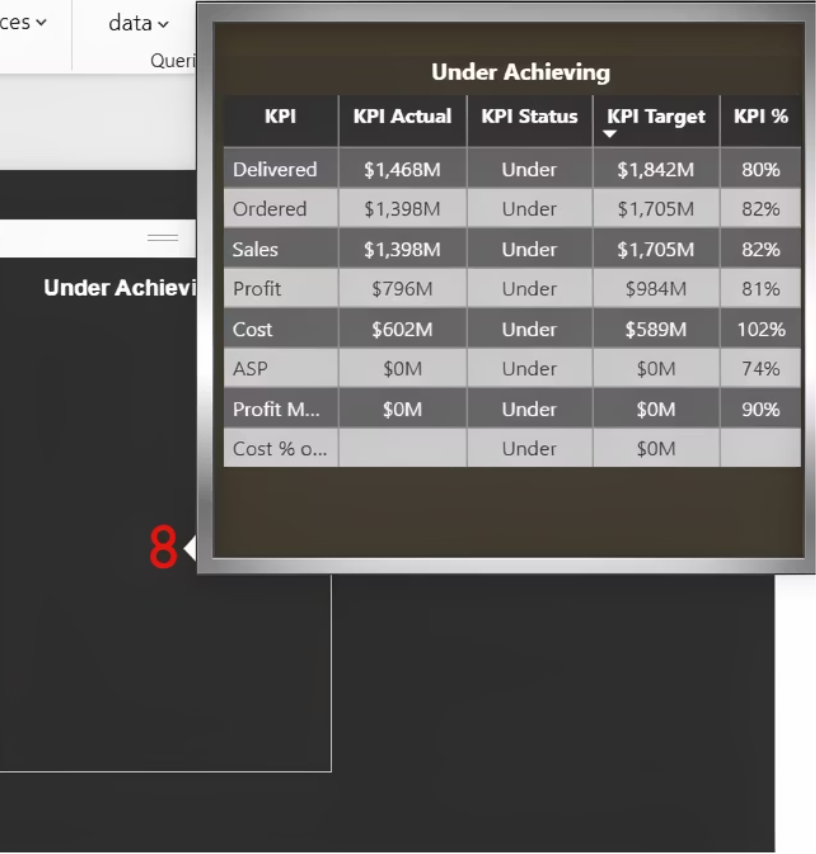 ces
data
Queri
Under Achieving
KPI KPI Actual KPI Status KPI Target KPI %
Delivered $1,468M Under $1,842M 80%
Ordered $1,398M Under $1,705M 82%
Sales $1,398M Under $1,705M 82%
Profit $796M Under $984M 81%
Cost $602M Under $589M 102%
ASP $0M Under $0M 74%
Profit M... $0M Under $0M 90%
Cost % o... Under $0M
Under Achievi
8